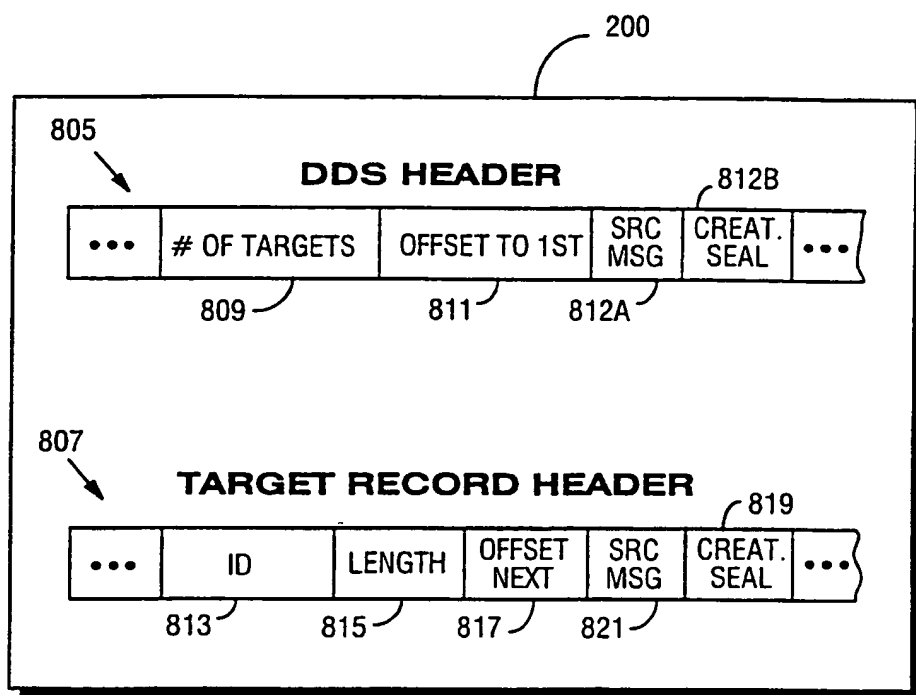 200
805
DDS HEADER
812B
••• # OF TARGETS OFFSET TO 1ST SRC MSG CREAT. SEAL •••
809 811 812A
807
TARGET RECORD HEADER
819
••• ID LENGTH OFFSET NEXT SRC MSG CREAT. SEAL •••
813 815 817 821